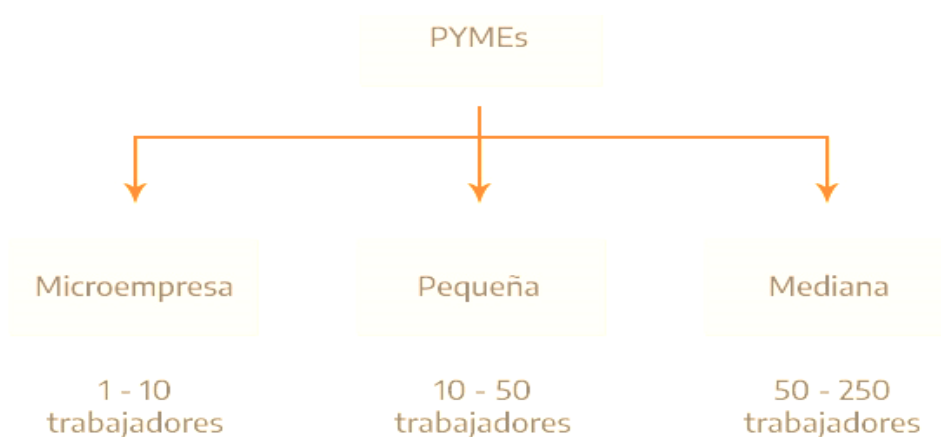 PYMEs
Microempresa
Pequeña
Mediana
1 - 10
trabajadores
10 - 50
trabajadores
50 - 250
trabajadores